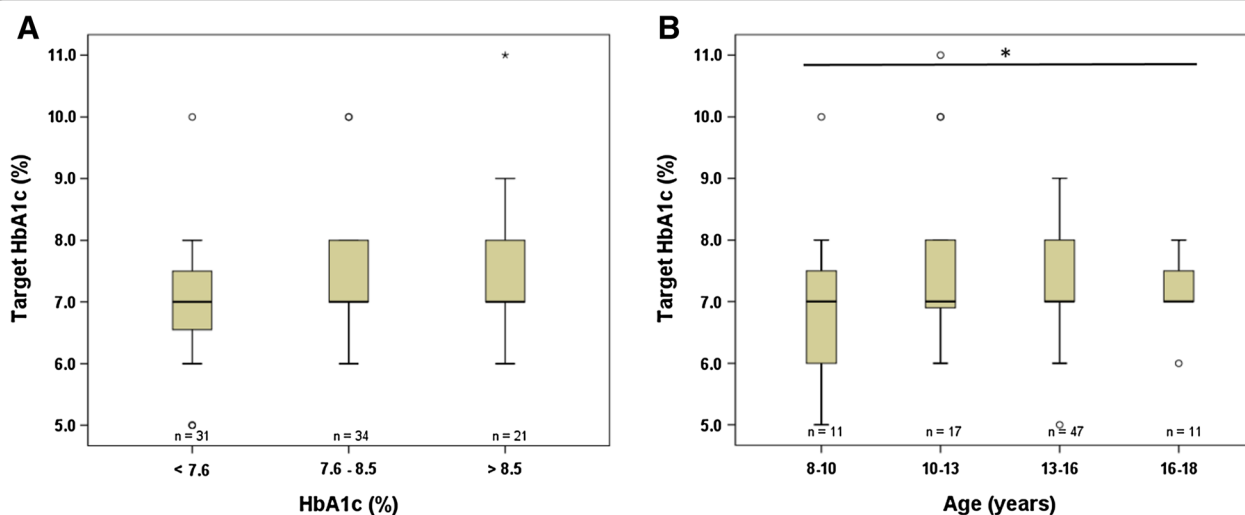 A
Target HbA1c (%)
11.0
10.0
9.0
8.0
7.0
6.0
5.0
*
n = 31
n = 34
n = 21
< 7.6
7.6 - 8.5
> 8.5
HbA1c (%)
B
Target HbA1c (%)
11.0
10.0
9.0
8.0
7.0
6.0
5.0
*
n = 11
n = 17
n = 47
n = 11
8-10
10-13
13-16
16-18
Age (years)